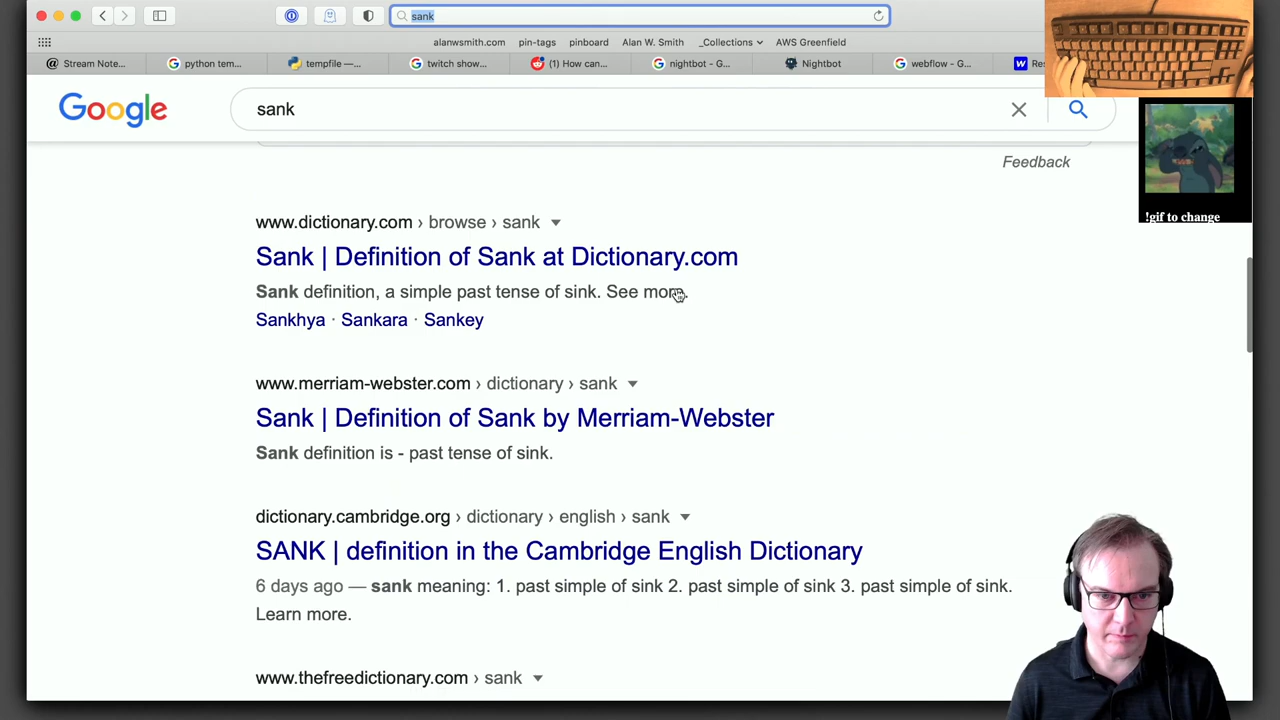 sank
alanwsmith.com pin-tags pinboard Alan W. Smith _Collections AWS Greenfield
@ Stream Note... python tem... tempfile —... twitch show... (1) How can... nightbot - G... Nightbot webflow - G... W Res
Google sank
Feedback
!gif to change
www.dictionary.com › browse › sank
Sank | Definition of Sank at Dictionary.com
Sank definition, a simple past tense of sink. See more.
Sankhya · Sankara · Sankey
www.merriam-webster.com › dictionary › sank
Sank | Definition of Sank by Merriam-Webster
Sank definition is - past tense of sink.
dictionary.cambridge.org › dictionary › english › sank
SANK | definition in the Cambridge English Dictionary
6 days ago — sank meaning: 1. past simple of sink 2. past simple of sink 3. past simple of sink.
Learn more.
www.thefreedictionary.com › sank